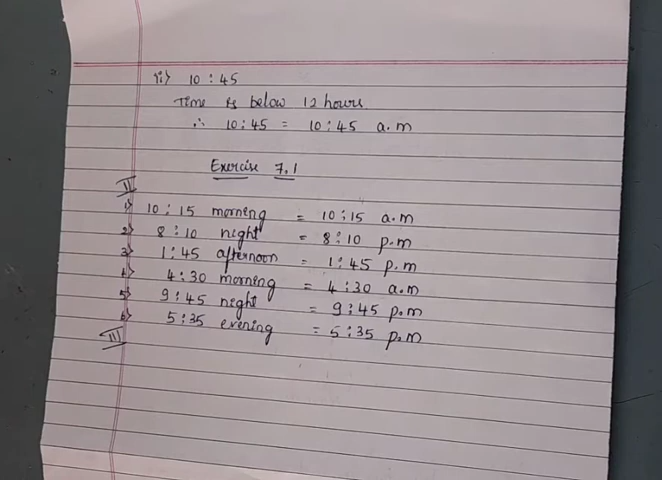 vi) 10 : 45
Time is below 12 hours
∴ 10:45 = 10:45 a.m
Exercise 7.1
II
1) 10 : 15 morning = 10:15 a.m
2) 8 : 10 night = 8:10 p.m
3) 1:45 afternoon = 1:45 p.m
4) 4:30 morning = 4:30 a.m
5) 9:45 night = 9:45 p.m
6) 5:35 evening = 5:35 p.m
III